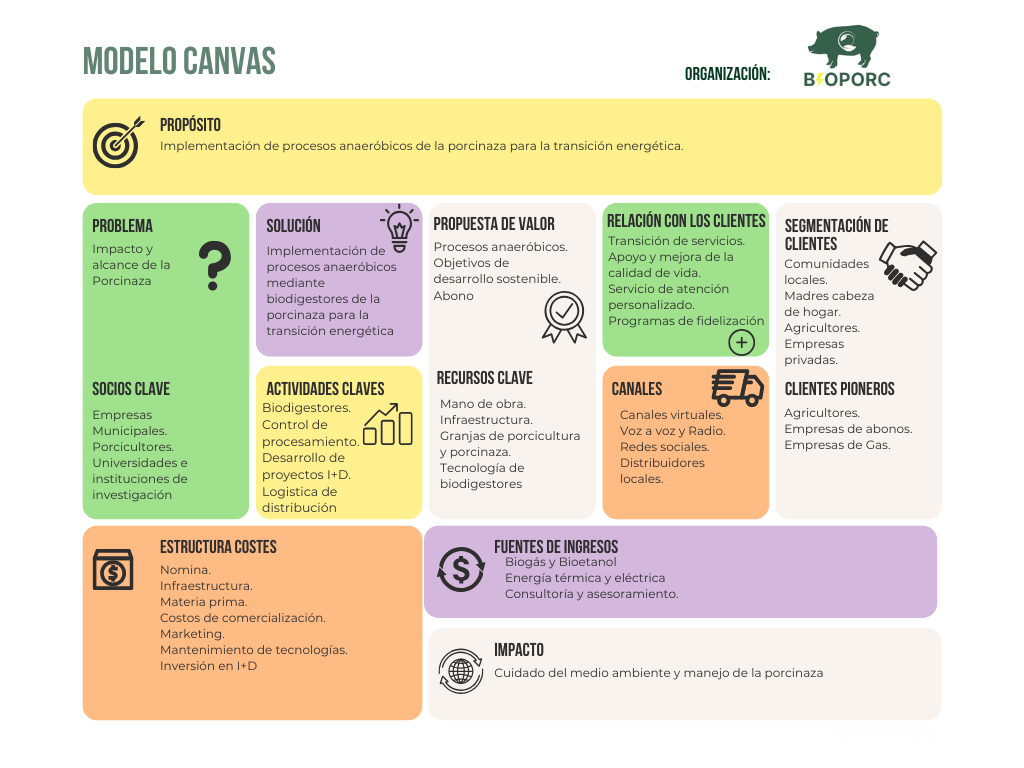 MODELO CANVAS
ORGANIZACIÓN:
BIOPORC
PROPÓSITO
Implementación de procesos anaeróbicos de la porcinaza para la transición energética.
PROBLEMA
Impacto y
alcance de la
Porcinaza
SOCIOS CLAVE
Empresas
Municipales.
Porcicultores.
Universidades e
instituciones de
investigación
SOLUCIÓN
Implementación de
procesos anaeróbicos
mediante
biodigestores de la
porcinaza para la
transición energética
ACTIVIDADES CLAVES
Biodigestores.
Control de
procesamiento.
Desarrollo de
proyectos I+D.
Logistica de
distribución
PROPUESTA DE VALOR
Procesos anaeróbicos.
Objetivos de
desarrollo sostenible.
Abono
RECURSOS CLAVE
Mano de obra.
Infraestructura.
Granjas de porcicultura
y porcinaza.
Tecnología de
biodigestores
RELACIÓN CON LOS CLIENTES
Transición de servicios.
Apoyo y mejora de la
calidad de vida.
Servicio de atención
personalizado.
Programas de fidelización
CANALES
Canales virtuales.
Voz a voz y Radio.
Redes sociales.
Distribuidores
locales.
SEGMENTACIÓN DE
CLIENTES
Comunidades
locales.
Madres cabeza
de hogar.
Agricultores.
Empresas
privadas.
CLIENTES PIONEROS
Agricultores.
Empresas de abonos.
Empresas de Gas.
ESTRUCTURA COSTES
Nomina.
Infraestructura.
Materia prima.
Costos de comercialización.
Marketing.
Mantenimiento de tecnologías.
Inversión en I+D
FUENTES DE INGRESOS
Biogás y Bioetanol
Energía térmica y eléctrica
Consultoría y asesoramiento.
IMPACTO
Cuidado del medio ambiente y manejo de la porcinaza